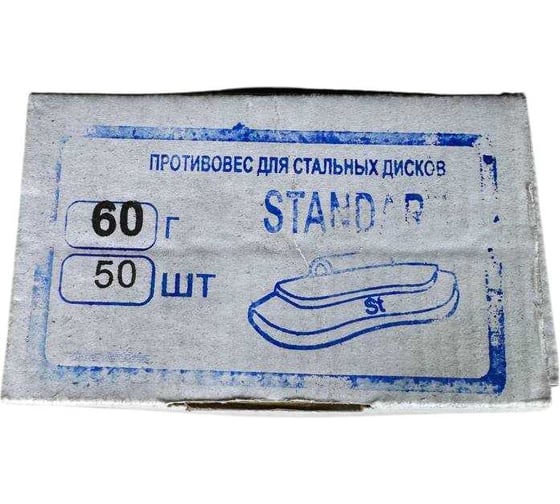 ПРОТИВОВЕС ДЛЯ СТАЛЬНЫХ ДИСКОВ
STANDAR
60 г
50 ШТ
St